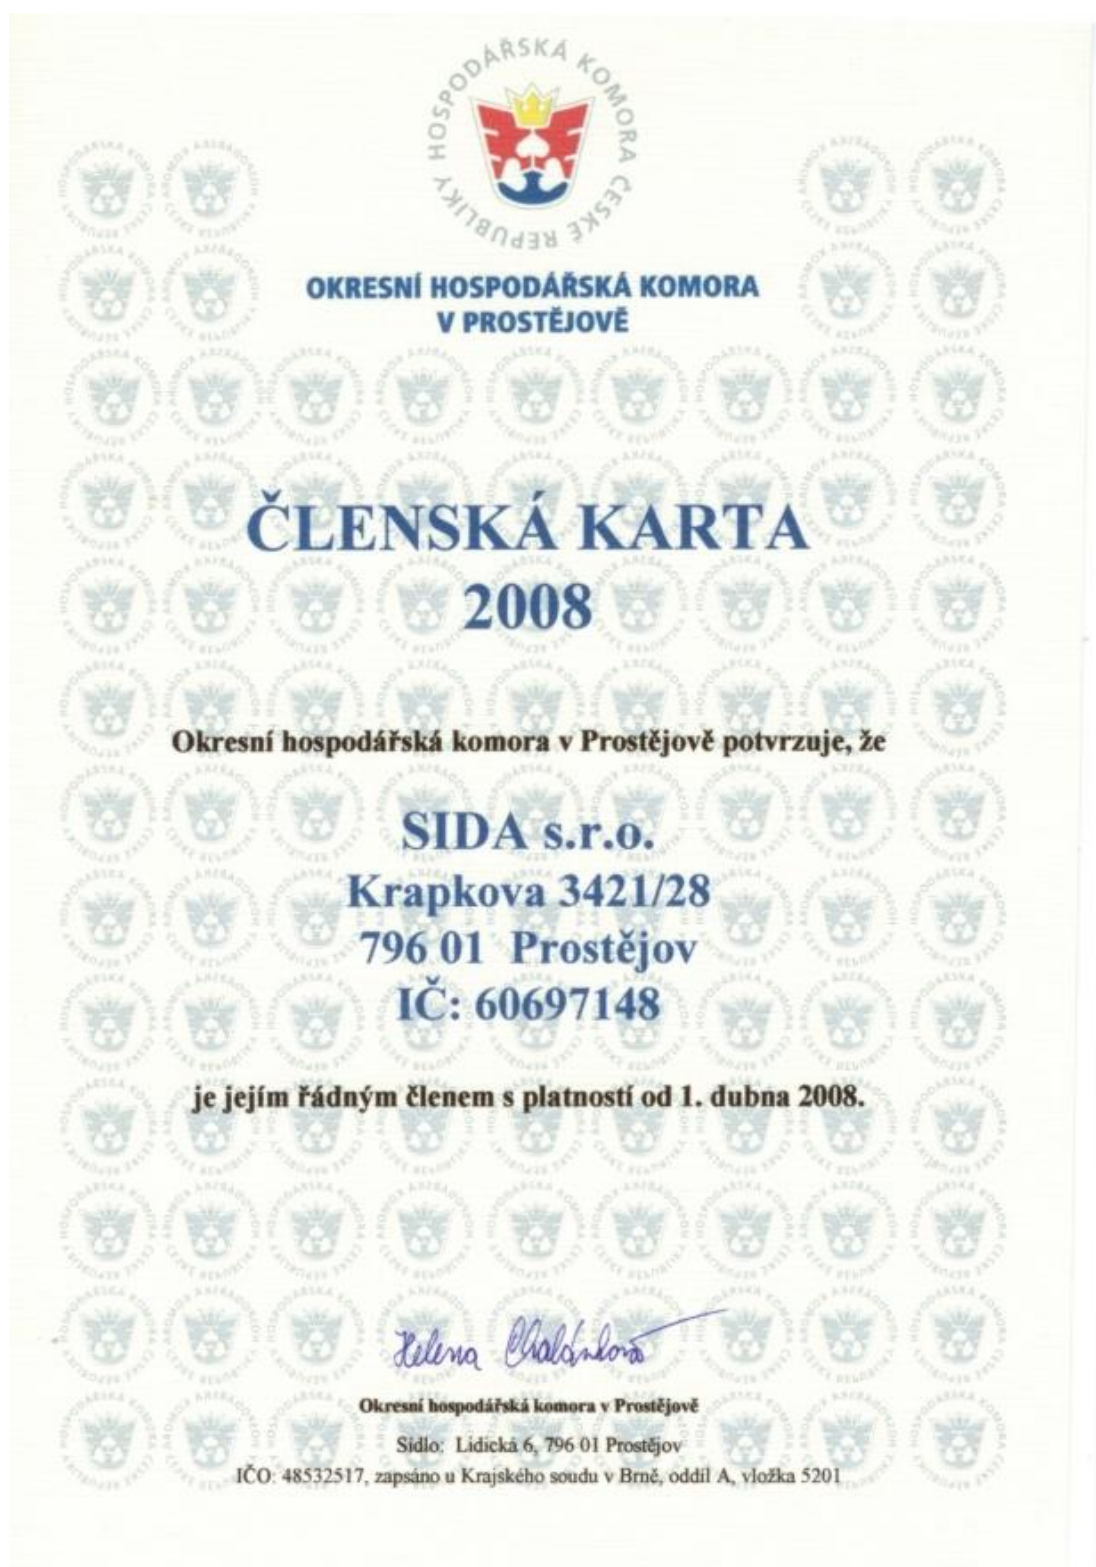 HOSPODÁŘSKÁ KOMORA ČESKÉ REPUBLIKY
OKRESNÍ HOSPODÁŘSKÁ KOMORA
V PROSTĚJOVĚ
ČLENSKÁ KARTA
2008
Okresní hospodářská komora v Prostějově potvrzuje, že
SIDA s.r.o.
Krapkova 3421/28
796 01 Prostějov
IČ: 60697148
je jejím řádným členem s platností od 1. dubna 2008.
Helena Chalánková
Okresní hospodářská komora v Prostějově
Sídlo: Lidická 6, 796 01 Prostějov
IČO: 48532517, zapsáno u Krajského soudu v Brně, oddíl A, vložka 5201